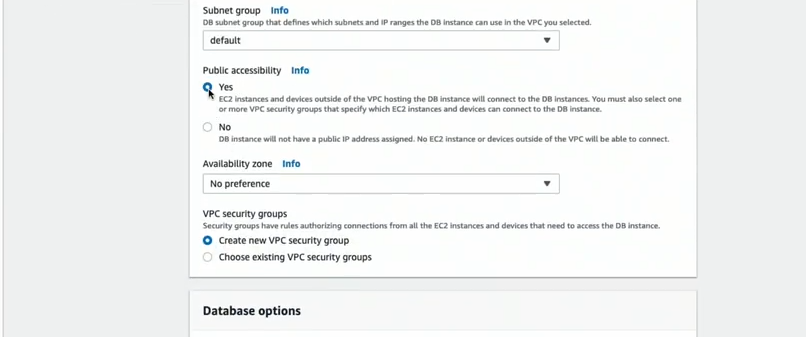 Subnet group Info
DB subnet group that defines which subnets and IP ranges the DB instance can use in the VPC you selected.
default
Public accessibility Info
Yes
EC2 instances and devices outside of the VPC hosting the DB instance will connect to the DB instances. You must also select one
or more VPC security groups that specify which EC2 instances and devices can connect to the DB instance.
No
DB instance will not have a public IP address assigned. No EC2 instance or devices outside of the VPC will be able to connect.
Availability zone Info
No preference
VPC security groups
Security groups have rules authorizing connections from all the EC2 instances and devices that need to access the DB instance.
Create new VPC security group
Choose existing VPC security groups
Database options